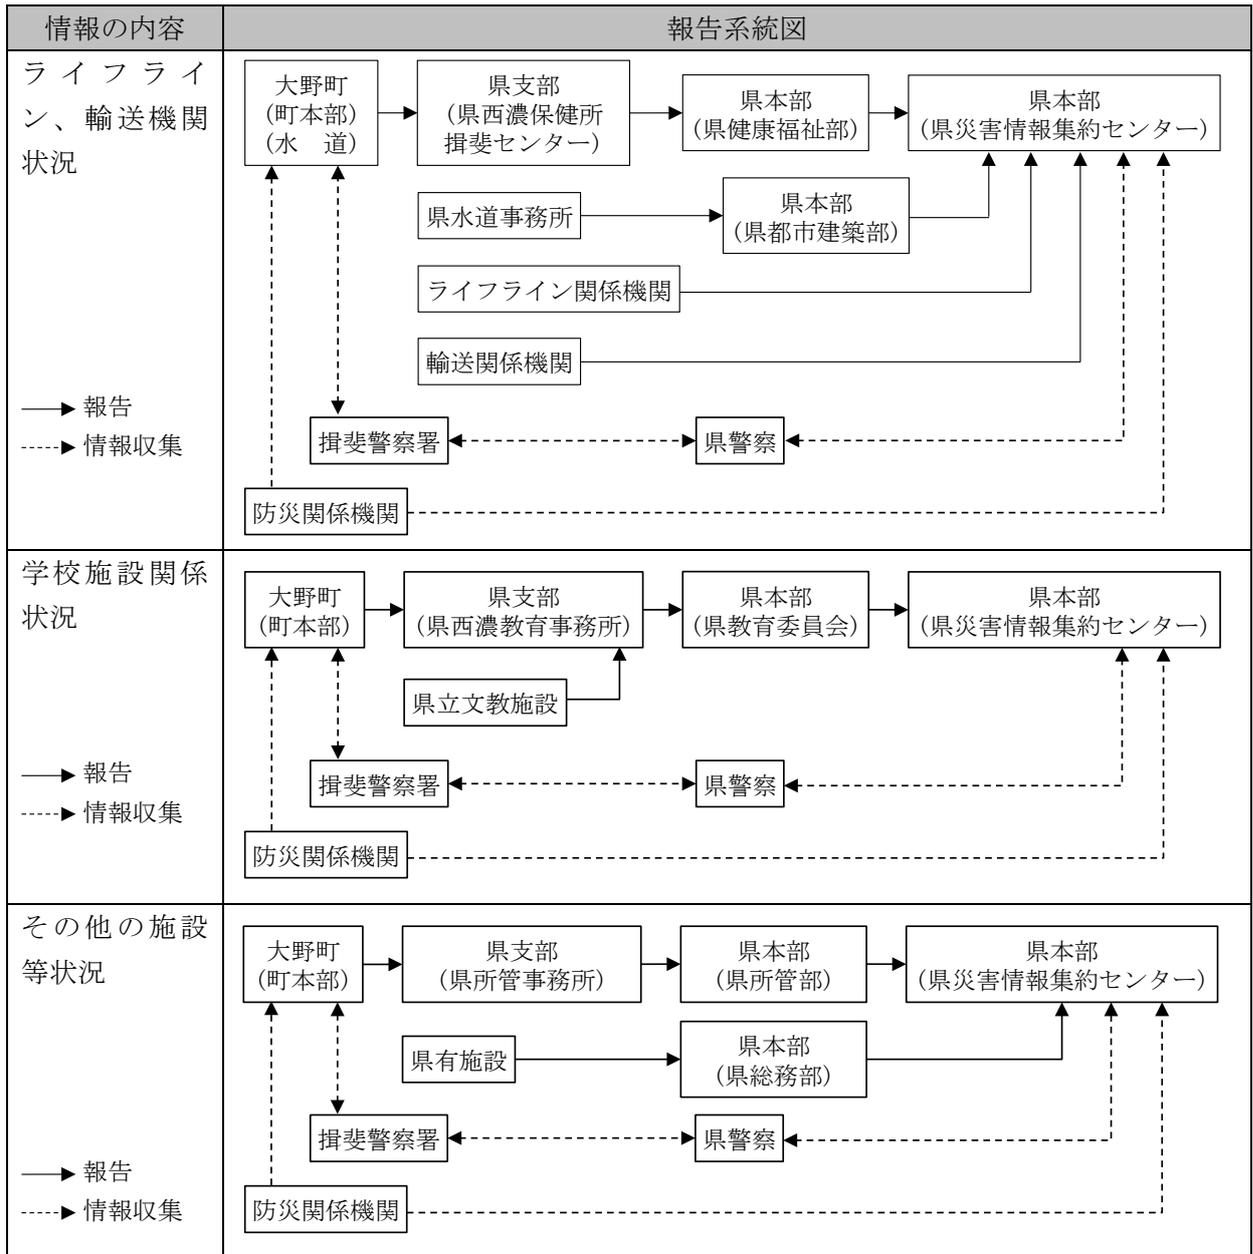 情報の内容
報告系統図
ライフライ
ン、輸送機関
状況
報告
情報収集
大野町
（町本部）
（水　道）
県支部
（県西濃保健所
揖斐センター）
県本部
（県健康福祉部）
県本部
（県災害情報集約センター）
県水道事務所
県本部
（県都市建築部）
ライフライン関係機関
輸送関係機関
揖斐警察署
県警察
防災関係機関
学校施設関係
状況
報告
情報収集
大野町
（町本部）
県支部
（県西濃教育事務所）
県本部
（県教育委員会）
県本部
（県災害情報集約センター）
県立文教施設
揖斐警察署
県警察
防災関係機関
その他の施設
等状況
報告
情報収集
大野町
（町本部）
県支部
（県所管事務所）
県本部
（県所管部）
県本部
（県災害情報集約センター）
県有施設
県本部
（県総務部）
揖斐警察署
県警察
防災関係機関